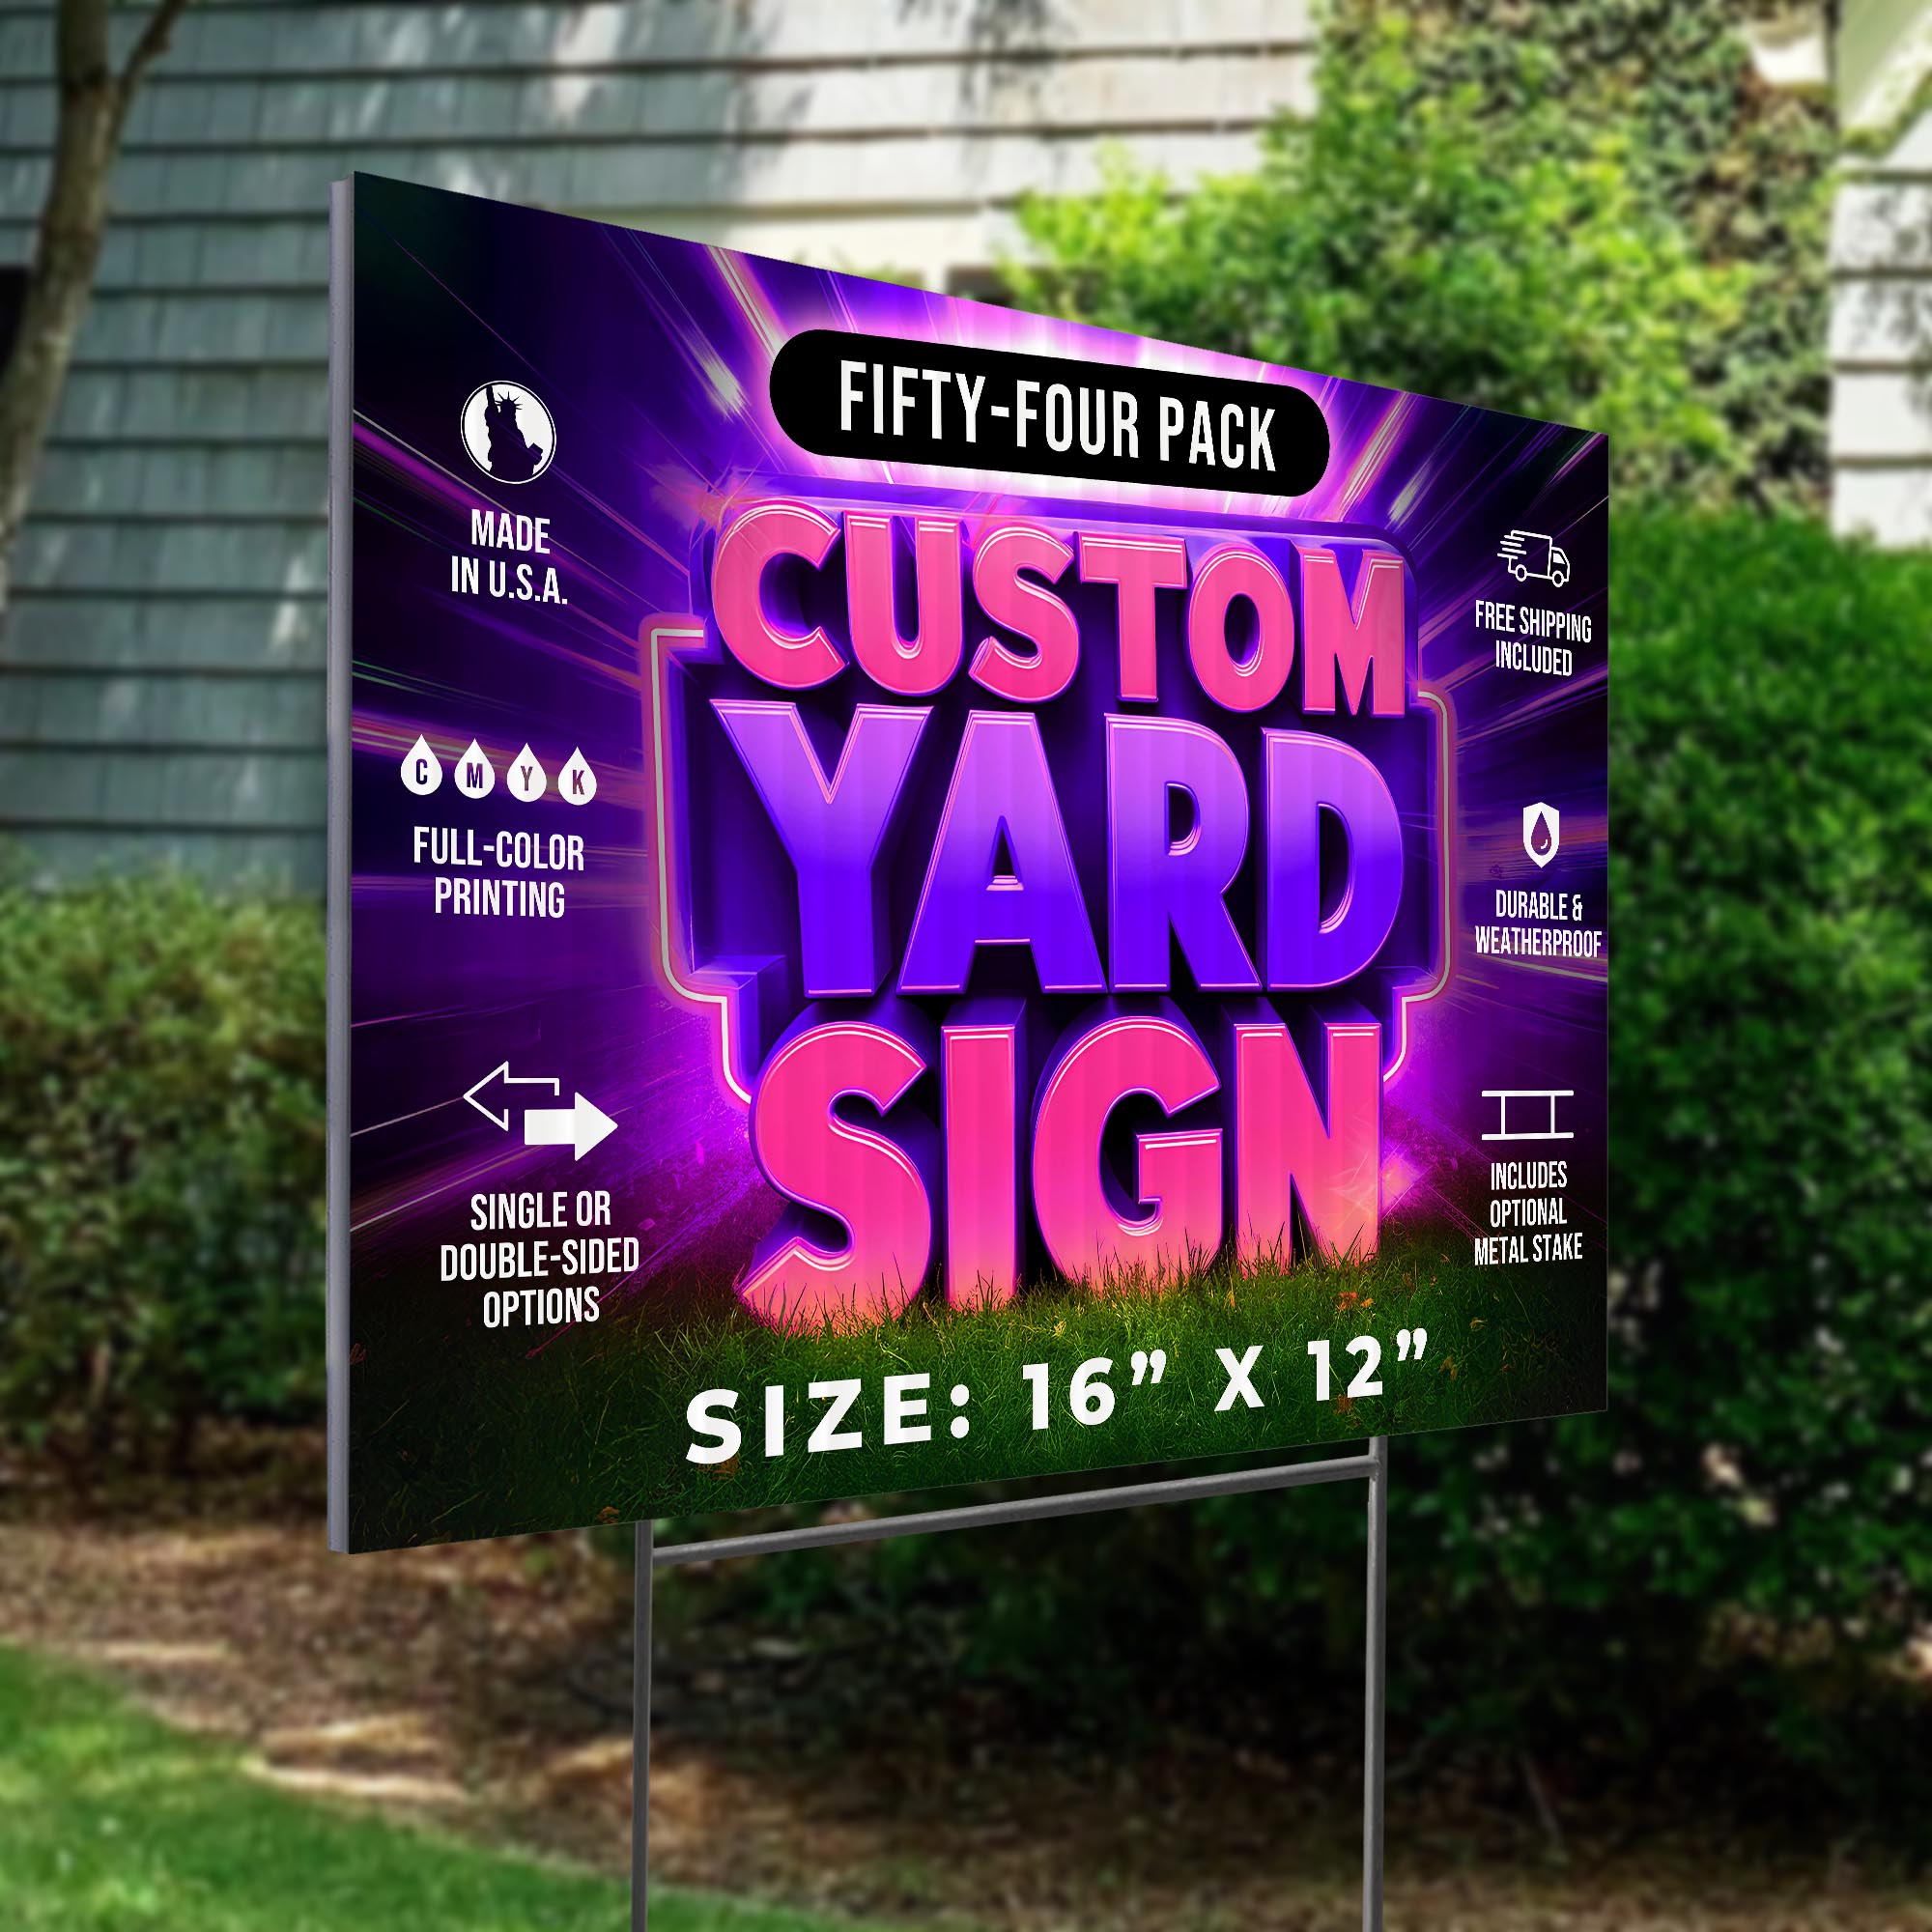 FIFTY-FOUR PACK
CUSTOM
YARD
SIGN
SIZE: 16” X 12”
MADE
IN U.S.A.
C M Y K
FULL-COLOR
PRINTING
SINGLE OR
DOUBLE-SIDED
OPTIONS
FREE SHIPPING
INCLUDED
DURABLE &
WEATHERPROOF
INCLUDES
OPTIONAL
METAL STAKE